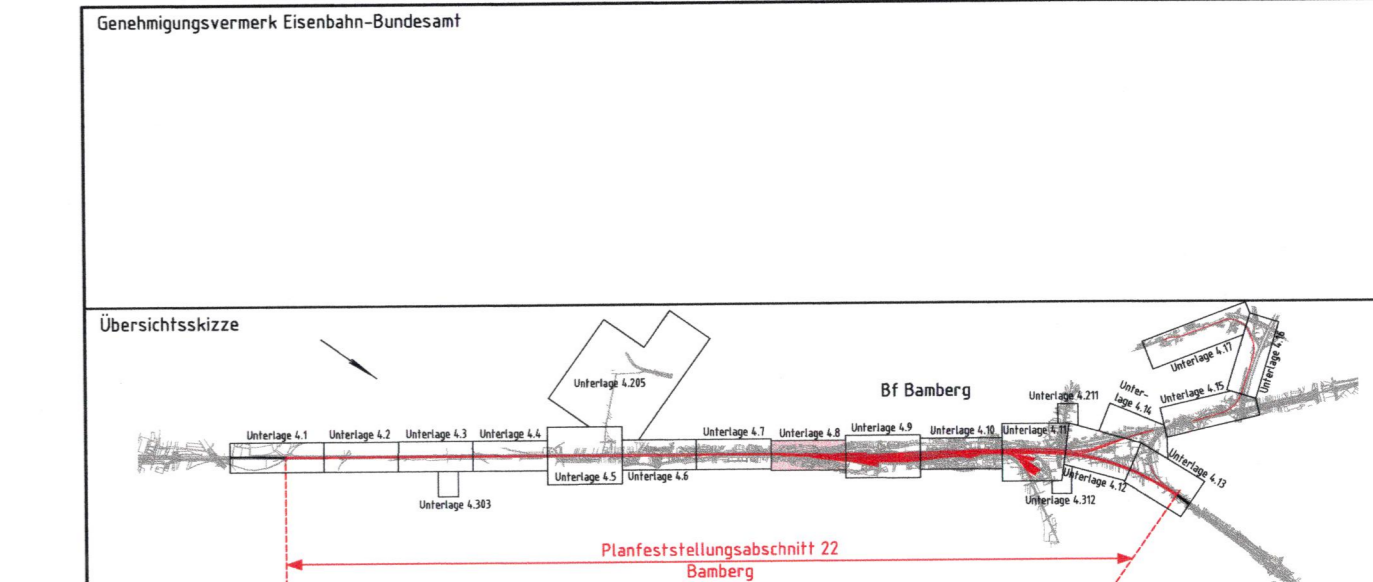 Genehmigungsvermerk Eisenbahn-Bundesamt
Übersichtsskizze
Unterlage 4.17
Unterlage 4.16
Unterlage 4.205
Bf Bamberg
Unterlage 4.211
Unter-
lage 4.14
Unterlage 4.15
Unterlage 4.1
Unterlage 4.2
Unterlage 4.3
Unterlage 4.4
Unterlage 4.7
Unterlage 4.8
Unterlage 4.9
Unterlage 4.10
Unterlage 4.11
Unterlage 4.5
Unterlage 4.6
Unterlage 4.12
Unterlage 4.13
Unterlage 4.303
Unterlage 4.312
Planfeststellungsabschnitt 22
Bamberg